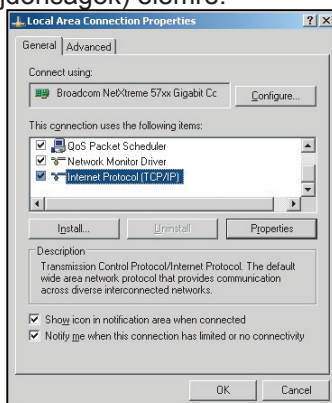 Local Area Connection Properties
General Advanced
Connect using:
Broadcom NetXtreme 57xx Gigabit Cc
Configure...
This connection uses the following items:
QoS Packet Scheduler
Network Monitor Driver
Internet Protocol (TCP/IP)
Install... Uninstall Properties
Description
Transmission Control Protocol/Internet Protocol. The default
wide area network protocol that provides communication
across diverse interconnected networks.
Show icon in notification area when connected
Notify me when this connection has limited or no connectivity
OK Cancel